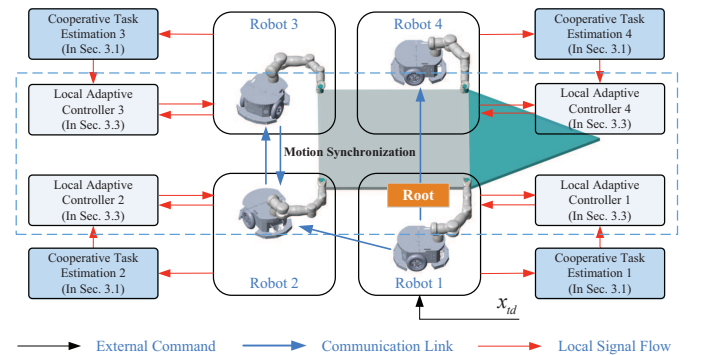 Cooperative Task
Estimation 3
(In Sec. 3.1)
Robot 3
Robot 4
Cooperative Task
Estimation 4
(In Sec. 3.1)
Local Adaptive
Controller 3
(In Sec. 3.3)
Local Adaptive
Controller 4
(In Sec. 3.3)
Motion Synchronization
Local Adaptive
Controller 2
(In Sec. 3.3)
Root
Local Adaptive
Controller 1
(In Sec. 3.3)
Cooperative Task
Estimation 2
(In Sec. 3.1)
Robot 2
Robot 1
Cooperative Task
Estimation 1
(In Sec. 3.1)
x_{td}
External Command
Communication Link
Local Signal Flow